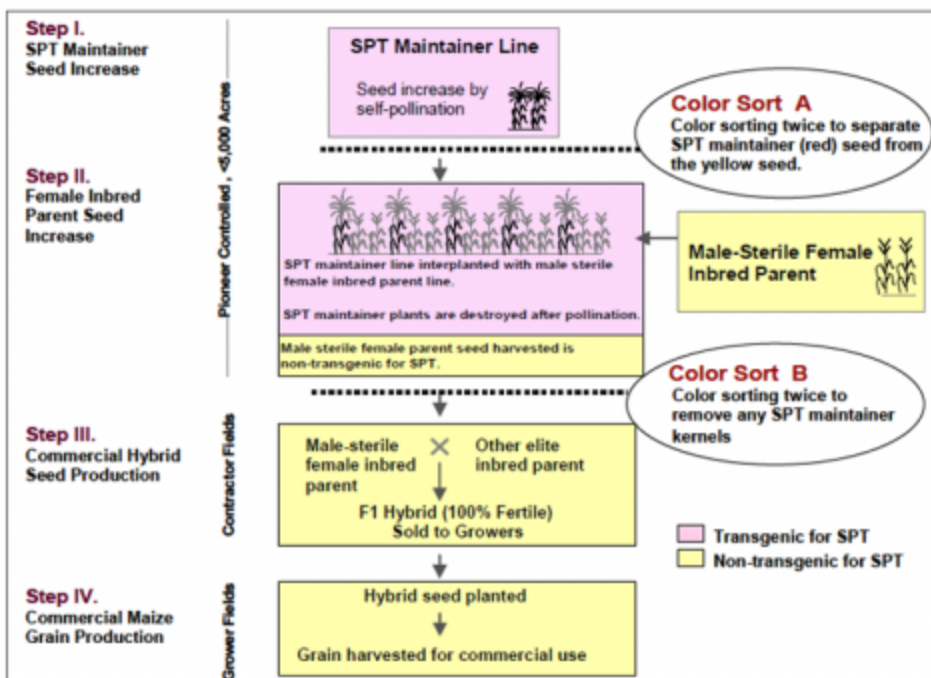 Step I.
SPT Maintainer
Seed Increase
SPT Maintainer Line
Seed increase by
self-pollination
Color Sort A
Color sorting twice to separate
SPT maintainer (red) seed from
the yellow seed.
Pioneer Controlled , <5,000 Acres
Step II.
Female Inbred
Parent Seed
Increase
SPT maintainer line interplanted with male sterile
female inbred parent line.
SPT maintainer plants are destroyed after pollination.
Male sterile female parent seed harvested is
non-transgenic for SPT.
Male-Sterile Female
Inbred Parent
Color Sort B
Color sorting twice to
remove any SPT maintainer
kernels
Step III.
Commercial Hybrid
Seed Production
Contractor Fields
Male-sterile
female inbred
parent
Other elite
inbred parent
F1 Hybrid (100% Fertile)
Sold to Growers
Transgenic for SPT
Non-transgenic for SPT
Step IV.
Commercial Maize
Grain Production
Grower Fields
Hybrid seed planted
Grain harvested for commercial use